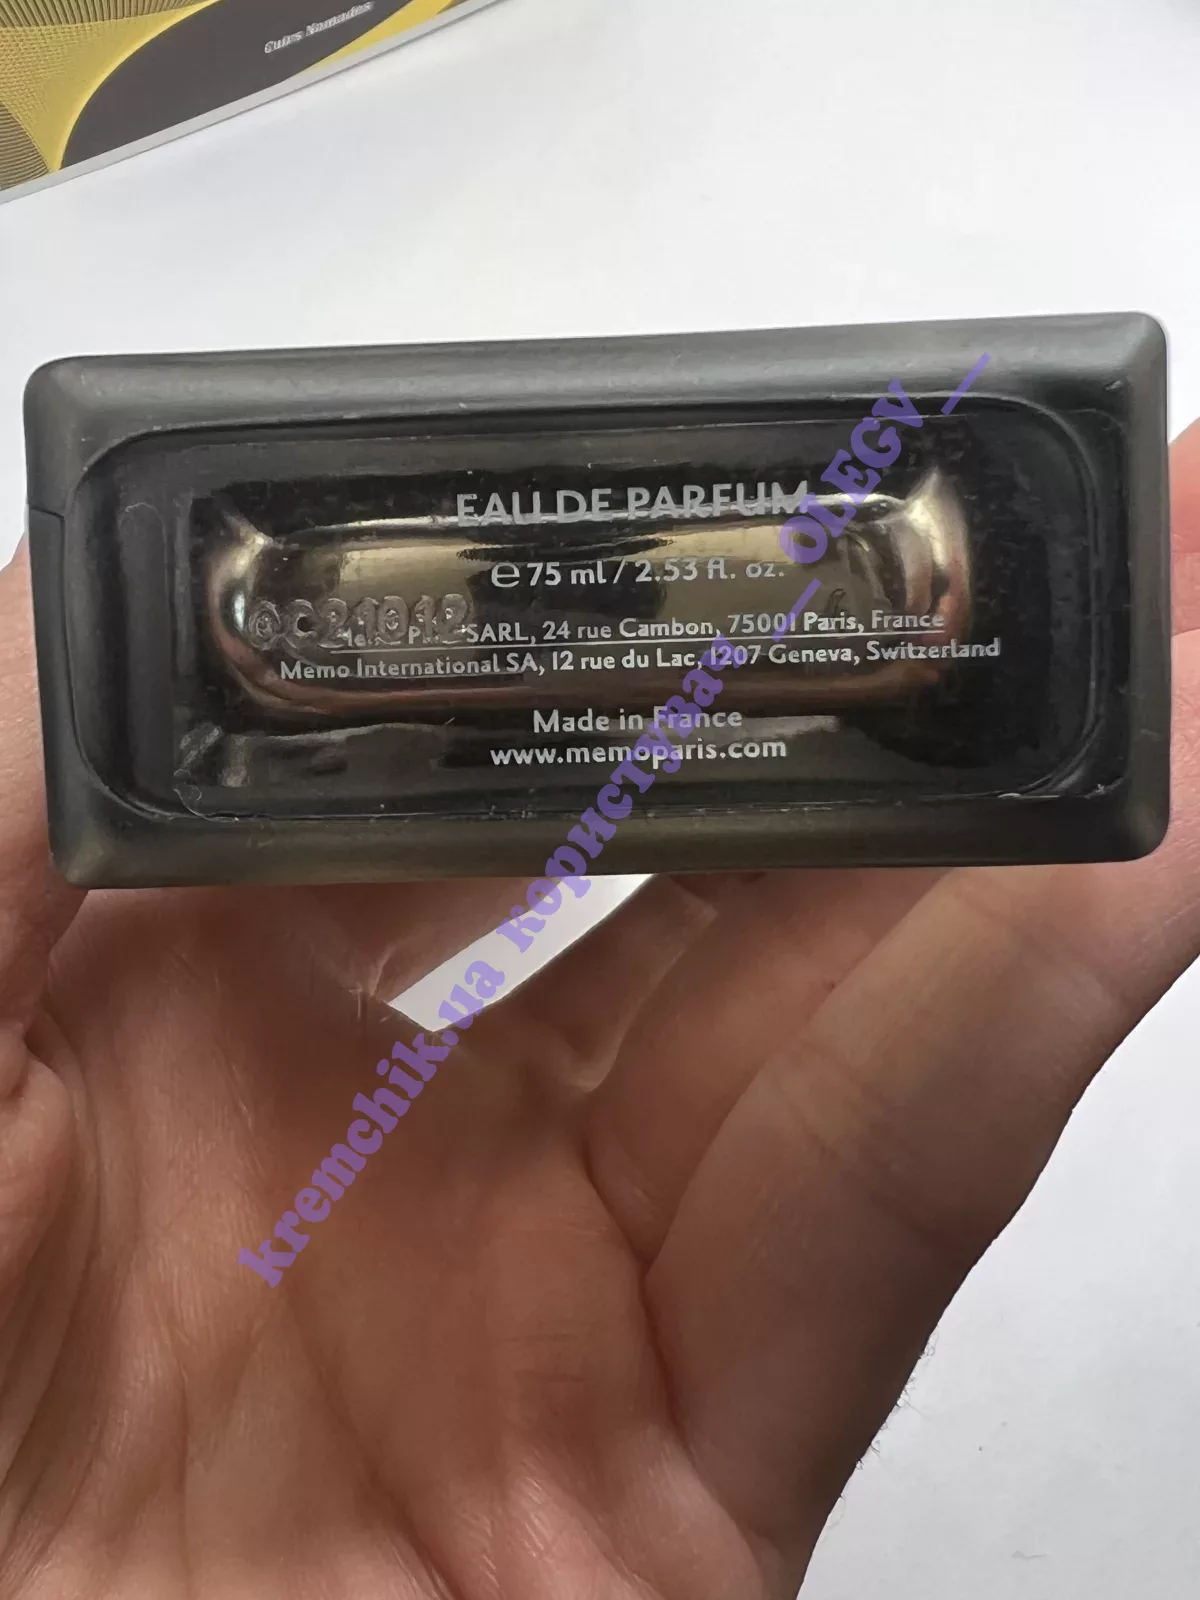 Cuirs Nomades
EAU DE PARFUM
e 75 ml / 2.53 fl. oz.
SARL, 24 rue Cambon, 75001 Paris, France
Memo International SA, 12 rue du Lac, 1207 Geneva, Switzerland
Made in France
www.memoparis.com
kremchik.ua користувач __OLEGV__